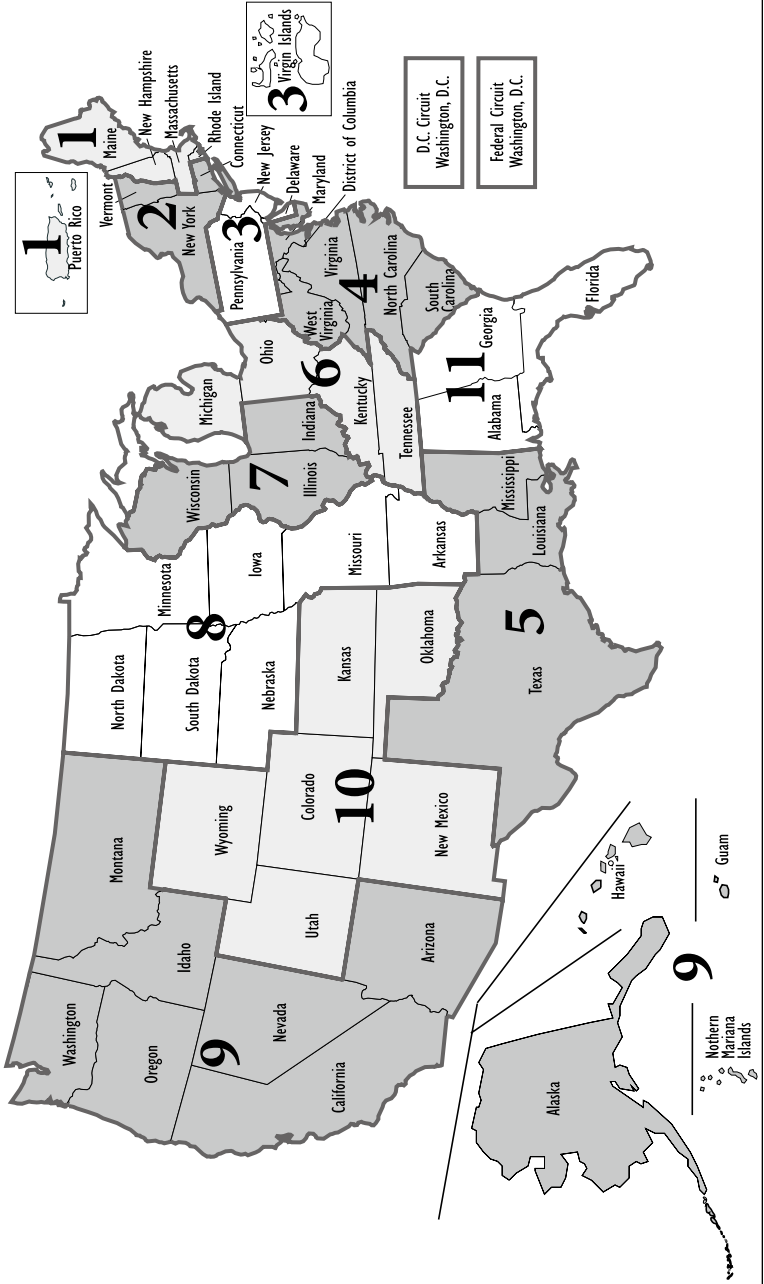 Washington
Oregon
California
Nevada
9
Idaho
Montana
Wyoming
Utah
Arizona
Colorado
10
New Mexico
North Dakota
South Dakota
8
Nebraska
Kansas
Oklahoma
Texas
5
Minnesota
Iowa
Missouri
Arkansas
Louisiana
Mississippi
Wisconsin
7
Illinois
Indiana
Michigan
Ohio
6
Kentucky
Tennessee
Alabama
11
Georgia
Florida
West
Virginia
Virginia
4
North Carolina
South
Carolina
Pennsylvania
3
New York
2
Vermont
Maine
1
New Hampshire
Massachusetts
Rhode Island
Connecticut
New Jersey
Delaware
Maryland
District of Columbia
1
Puerto Rico
3
Virgin Islands
D.C. Circuit
Washington, D.C.
Federal Circuit
Washington, D.C.
Alaska
Hawaii
9
Guam
Nothern
Mariana
Islands